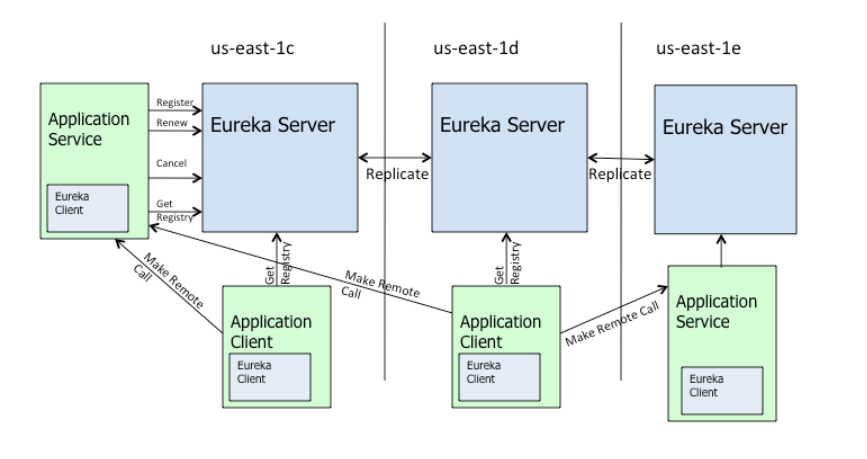 us-east-1c
us-east-1d
us-east-1e
Application
Service
Eureka
Client
Register
Renew
Cancel
Get
Registry
Eureka Server
Replicate
Eureka Server
Replicate
Eureka Server
Make Remote
Call
Get
Registry
Make Remote
Call
Get
Registry
Make Remote Call
Application
Client
Eureka
Client
Application
Client
Eureka
Client
Application
Service
Eureka
Client